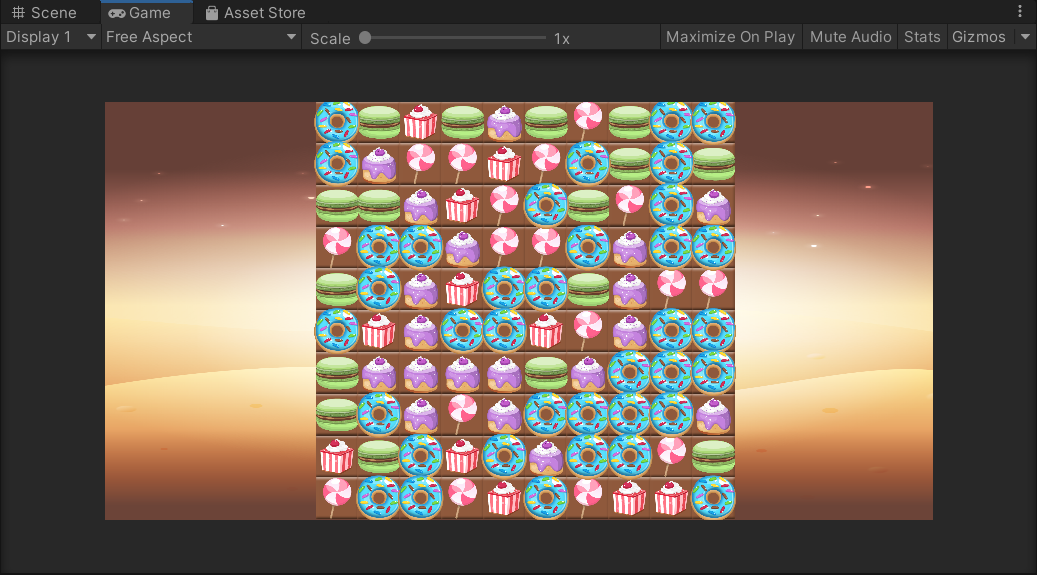 Scene Game Asset Store
Display 1 Free Aspect Scale 1x Maximize On Play Mute Audio Stats Gizmos